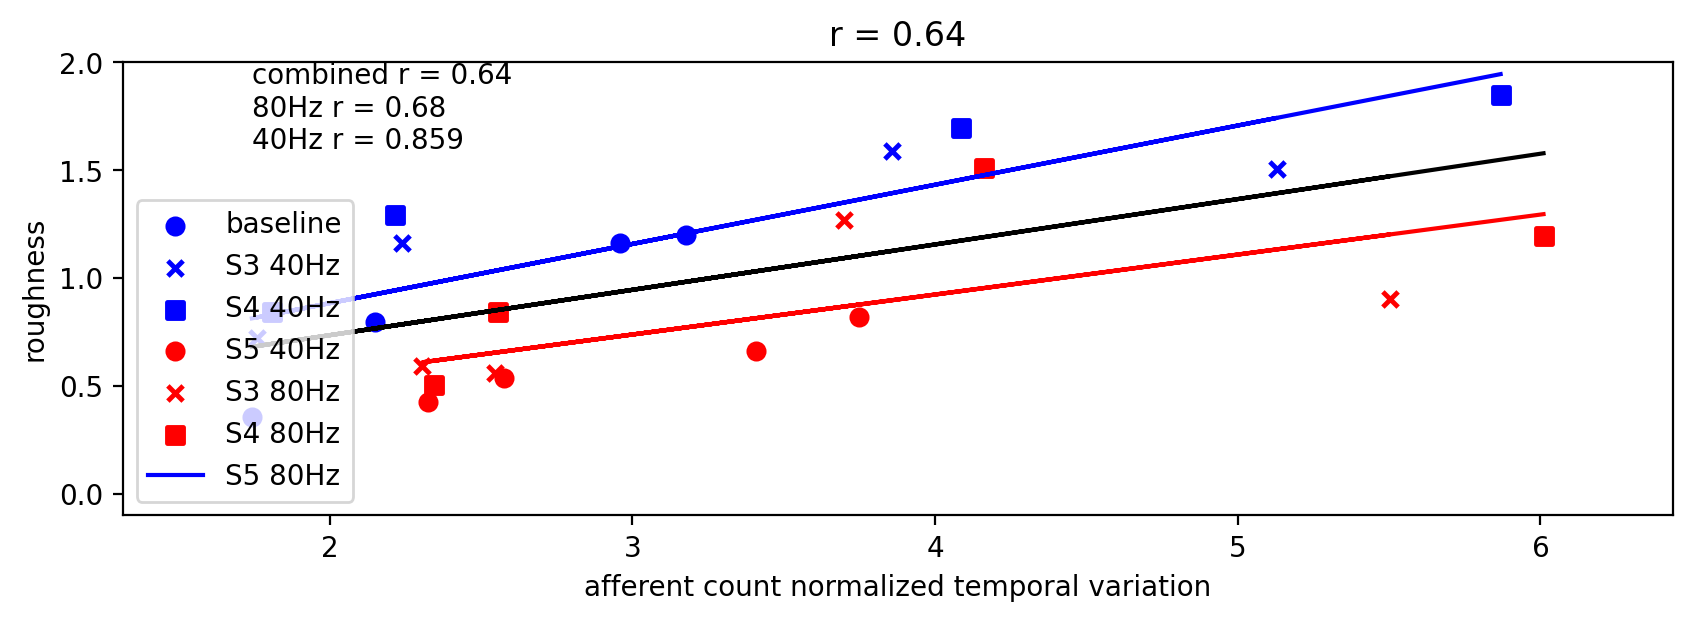 r = 0.64
combined r = 0.64
80Hz r = 0.68
40Hz r = 0.859
2.0
1.5
1.0
0.5
0.0
roughness
baseline
S3 40Hz
S4 40Hz
S5 40Hz
S3 80Hz
S4 80Hz
S5 80Hz
2 3 4 5 6
afferent count normalized temporal variation